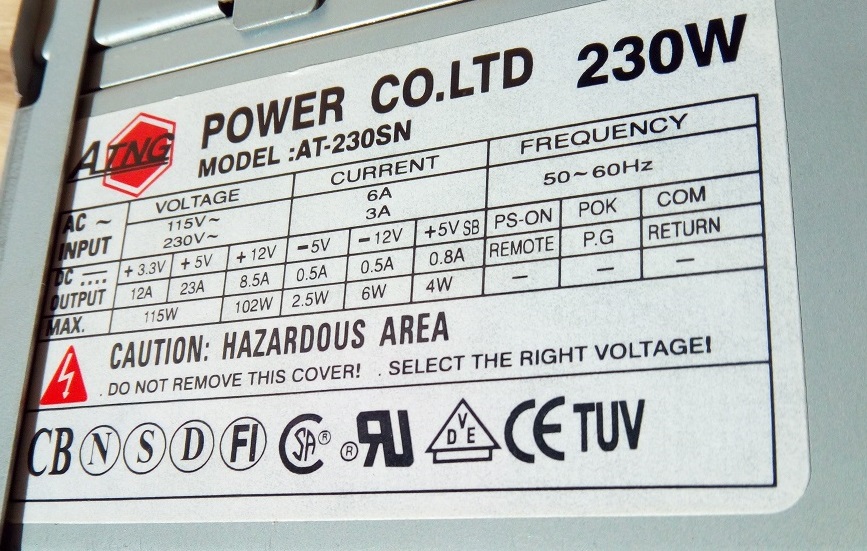 ATNG POWER CO.LTD 230W
MODEL :AT-230SN
VOLTAGE CURRENT FREQUENCY
AC ~ INPUT 115V~ 6A 50~60Hz
230V~ 3A
DC OUTPUT +3.3V +5V +12V -5V -12V +5V SB PS-ON POK COM
12A 23A 8.5A 0.5A 0.5A 0.8A REMOTE P.G RETURN
MAX. 115W 102W 2.5W 6W 4W — — —
CAUTION: HAZARDOUS AREA
. DO NOT REMOVE THIS COVER! . SELECT THE RIGHT VOLTAGE!
CB N S D FI SA® ®RU VDE CE TUV